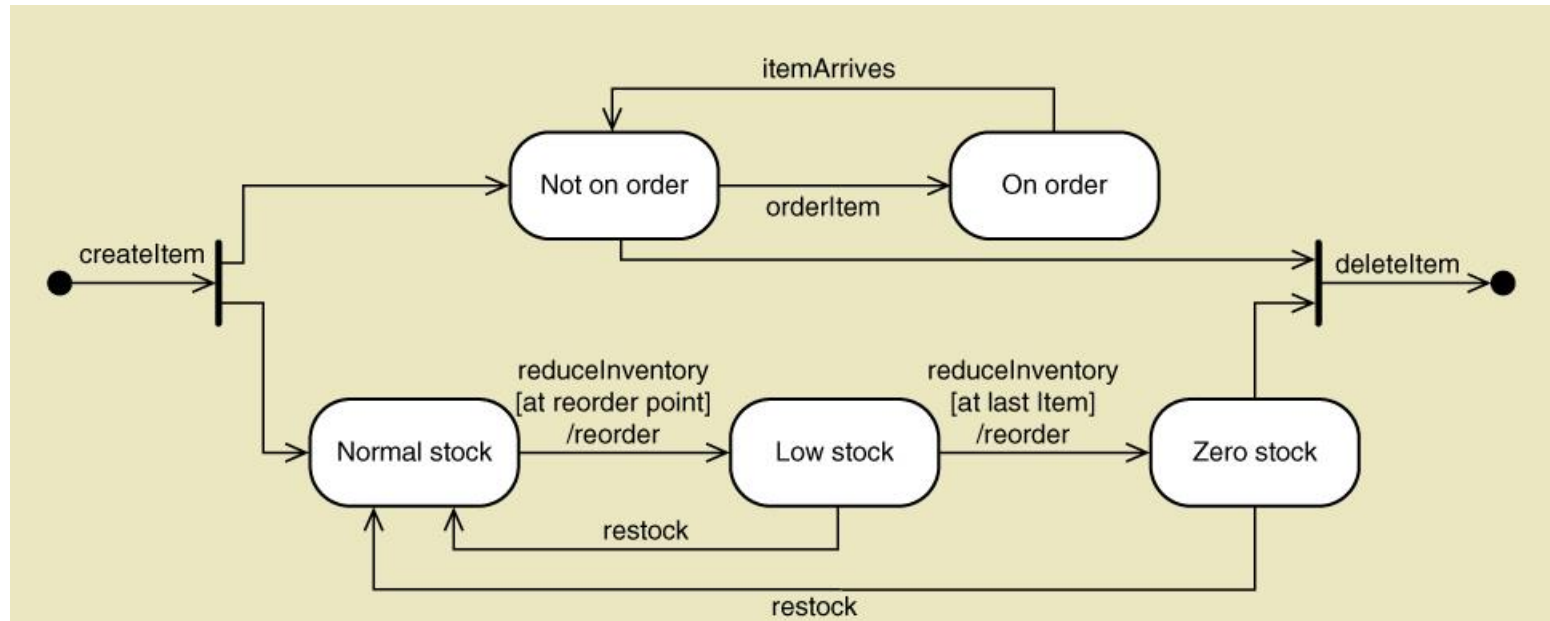 itemArrives
Not on order
On order
orderItem
createItem
deleteItem
reduceInventory
[at reorder point]
/reorder
reduceInventory
[at last Item]
/reorder
Normal stock
Low stock
Zero stock
restock
restock